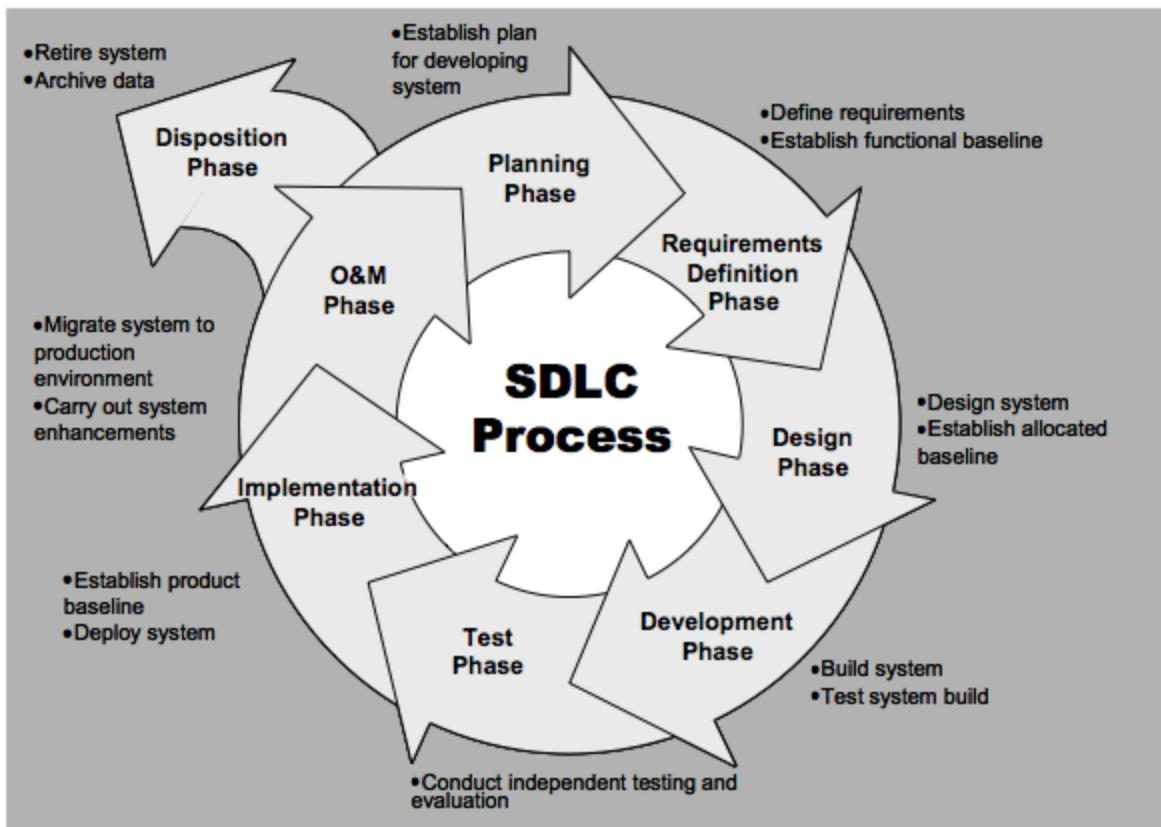 •Retire system
•Archive data
•Establish plan
for developing
system
Disposition
Phase
Planning
Phase
•Define requirements
•Establish functional baseline
Requirements
Definition
Phase
O&M
Phase
•Migrate system to
production
environment
•Carry out system
enhancements
SDLC
Process
Design
Phase
•Design system
•Establish allocated
baseline
Implementation
Phase
•Establish product
baseline
•Deploy system
Test
Phase
Development
Phase
•Build system
•Test system build
•Conduct independent testing and
evaluation